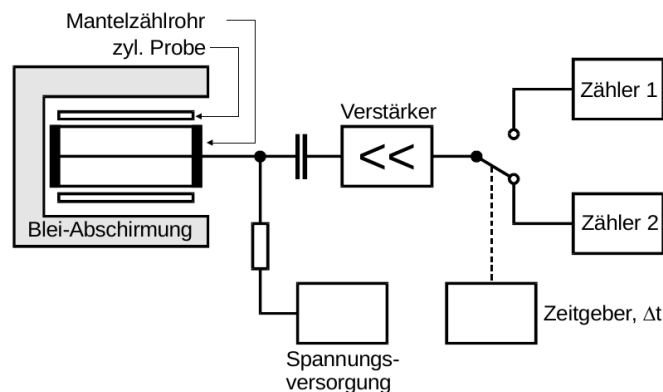 Mantelzählrohr
zyl. Probe
Verstärker
<<
Zähler 1
Zähler 2
Blei-Abschirmung
Zeitgeber, Δt
Spannungs-
versorgung